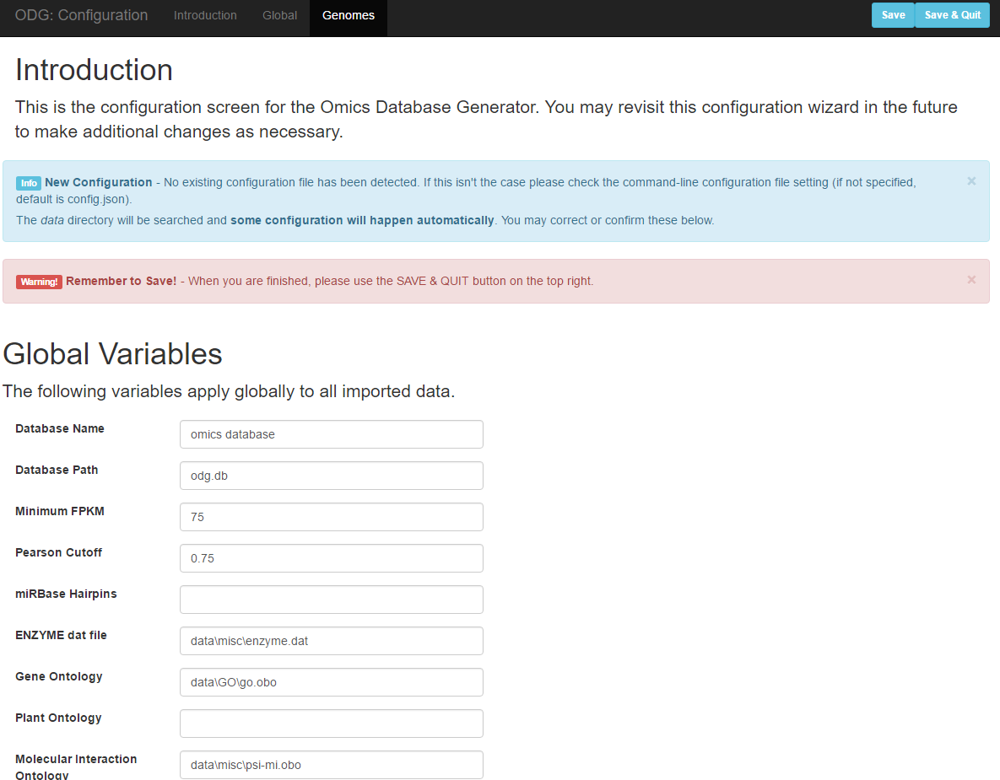 ODG: Configuration Introduction Global Genomes Save Save & Quit
Introduction
This is the configuration screen for the Omics Database Generator. You may revisit this configuration wizard in the future
to make additional changes as necessary.
Info New Configuration - No existing configuration file has been detected. If this isn't the case please check the command-line configuration file setting (if not specified, ×
default is config.json).
The data directory will be searched and some configuration will happen automatically. You may correct or confirm these below.
Warning! Remember to Save! - When you are finished, please use the SAVE & QUIT button on the top right. ×
Global Variables
The following variables apply globally to all imported data.
Database Name omics database
Database Path odg.db
Minimum FPKM 75
Pearson Cutoff 0.75
miRBase Hairpins
ENZYME dat file data\misc\enzyme.dat
Gene Ontology data\GO\go.obo
Plant Ontology
Molecular Interaction data\misc\psi-mi.obo
Ontology